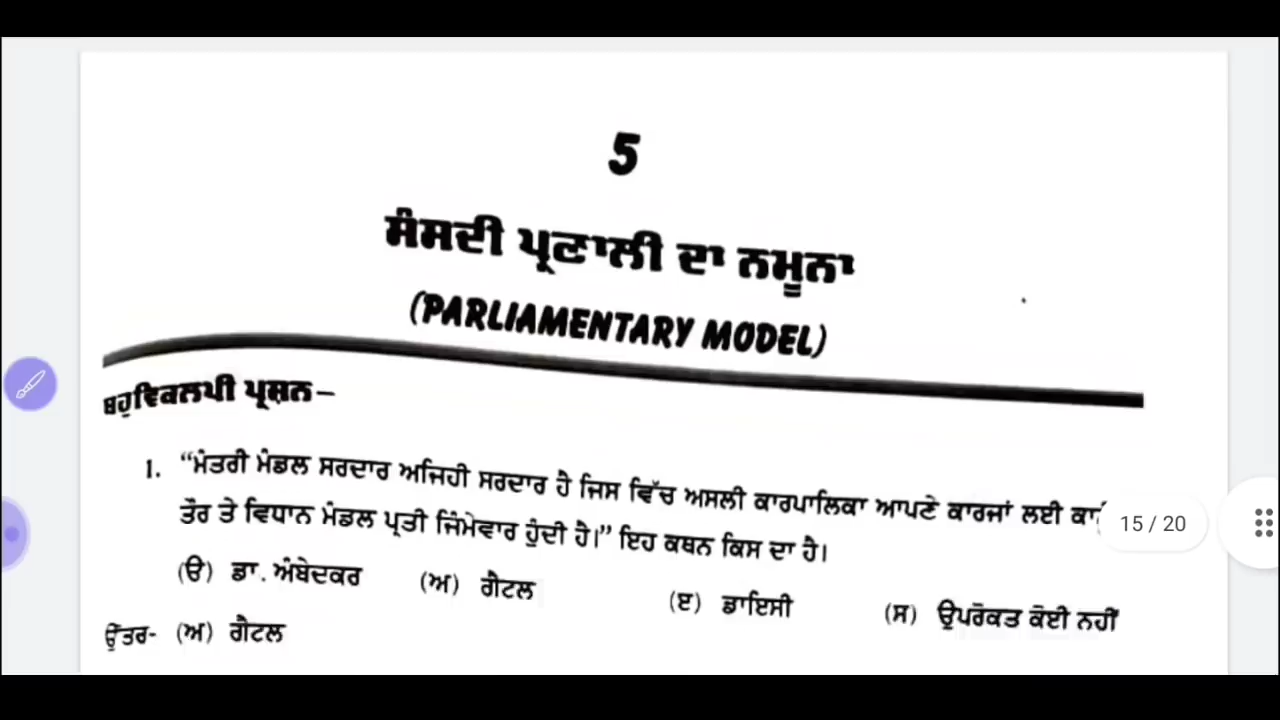 5
ਸੰਸਦੀ ਪ੍ਰਣਾਲੀ ਦਾ ਨਮੂਨਾ
(PARLIAMENTARY MODEL)
ਬਹੁਵਿਕਲਪੀ ਪ੍ਰਸ਼ਨ–
1. “ਮੰਤਰੀ ਮੰਡਲ ਸਰਦਾਰ ਅਜਿਹੀ ਸਰਦਾਰ ਹੈ ਜਿਸ ਵਿੱਚ ਅਸਲੀ ਕਾਰਪਾਲਿਕਾ ਆਪਣੇ ਕਾਰਜਾਂ ਲਈ
ਤੌਰ ਤੇ ਵਿਧਾਨ ਮੰਡਲ ਪ੍ਰਤੀ ਜਿੰਮੇਵਾਰ ਹੁੰਦੀ ਹੈ।” ਇਹ ਕਥਨ ਕਿਸ ਦਾ ਹੈ।
(ੳ) ਡਾ. ਅੰਬੇਦਕਰ (ਅ) ਗੈਟਲ (ੲ) ਡਾਇਸੀ (ਸ) ਉਪਰੋਕਤ ਕੋਈ ਨਹੀਂ
ਉੱਤਰ- (ਅ) ਗੈਟਲ
15 / 20